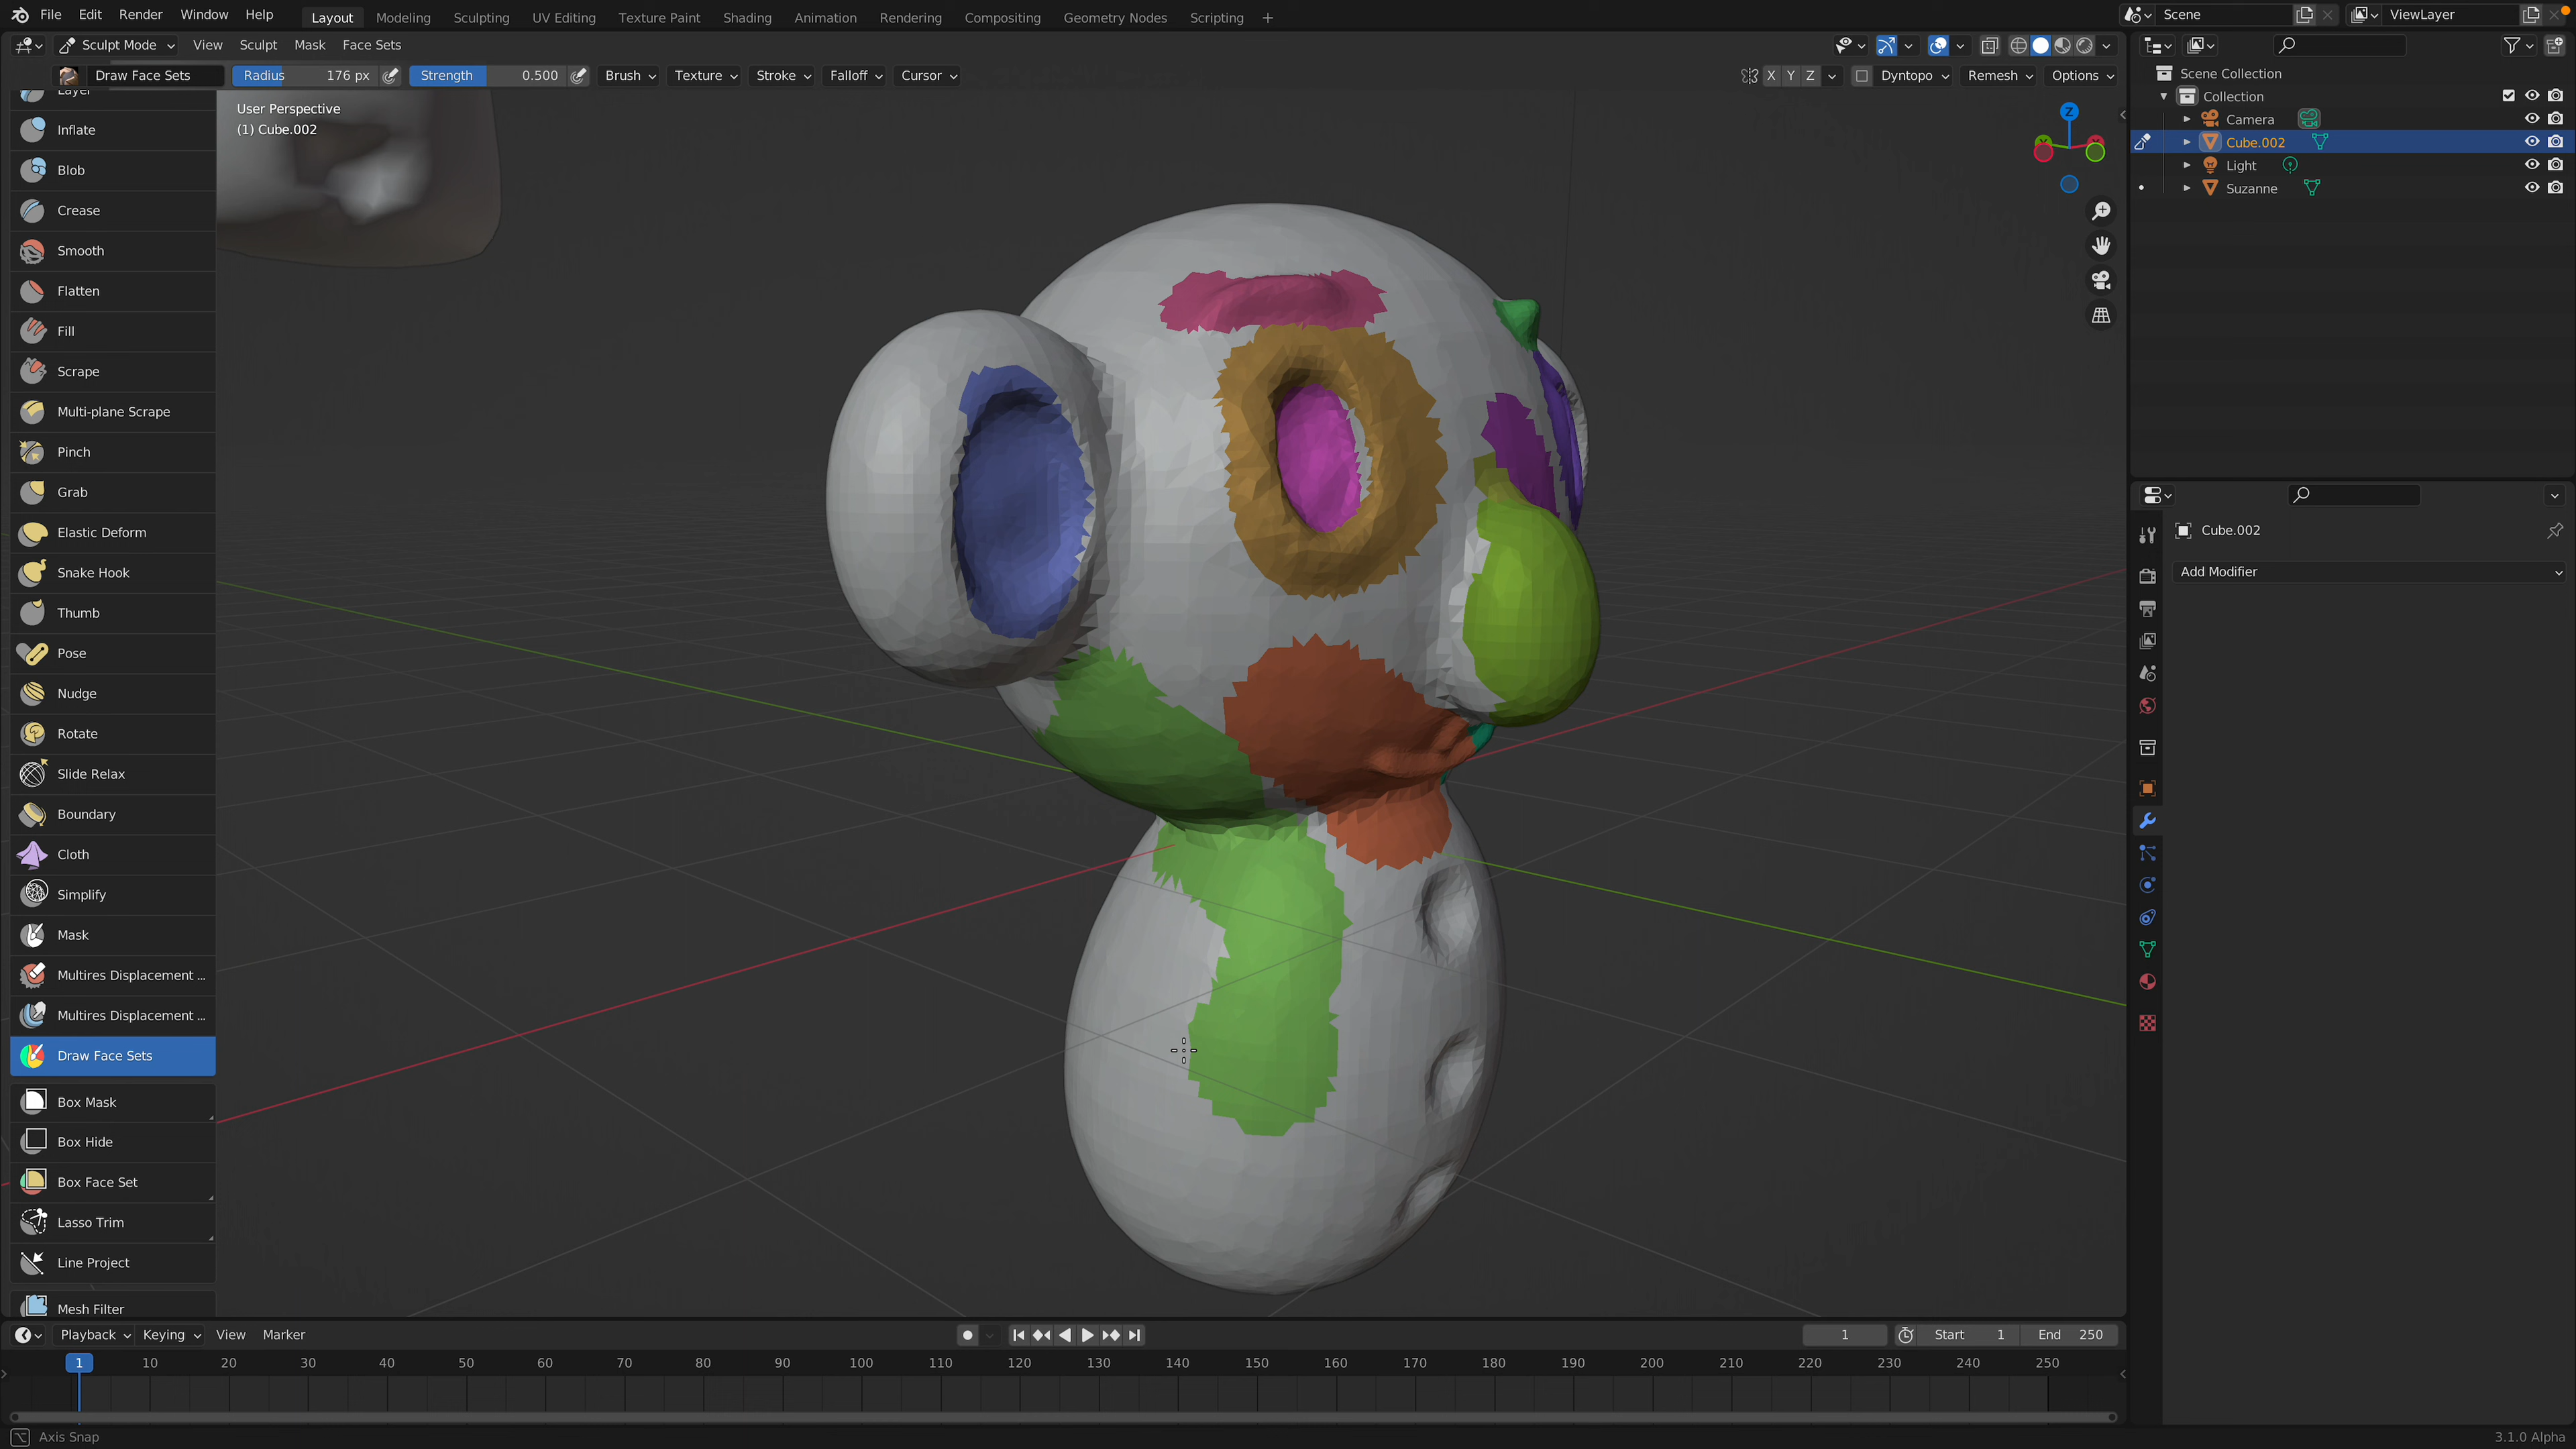 File Edit Render Window Help Layout Modeling Sculpting UV Editing Texture Paint Shading Animation Rendering Compositing Geometry Nodes Scripting + Scene ViewLayer
Sculpt Mode View Sculpt Mask Face Sets
Draw Face Sets Radius 176 px Strength 0.500 Brush Texture Stroke Falloff Cursor X Y Z Dyntopo Remesh Options
User Perspective
(1) Cube.002
Z
Layer
Inflate
Blob
Crease
Smooth
Flatten
Fill
Scrape
Multi-plane Scrape
Pinch
Grab
Elastic Deform
Snake Hook
Thumb
Pose
Nudge
Rotate
Slide Relax
Boundary
Cloth
Simplify
Mask
Multires Displacement ...
Multires Displacement ...
Draw Face Sets
Box Mask
Box Hide
Box Face Set
Lasso Trim
Line Project
Mesh Filter
Scene Collection
Collection
Camera
Cube.002
Light
Suzanne
Cube.002
Add Modifier
Playback Keying View Marker 1 Start 1 End 250
1 10 20 30 40 50 60 70 80 90 100 110 120 130 140 150 160 170 180 190 200 210 220 230 240 250
Axis Snap 3.1.0 Alpha